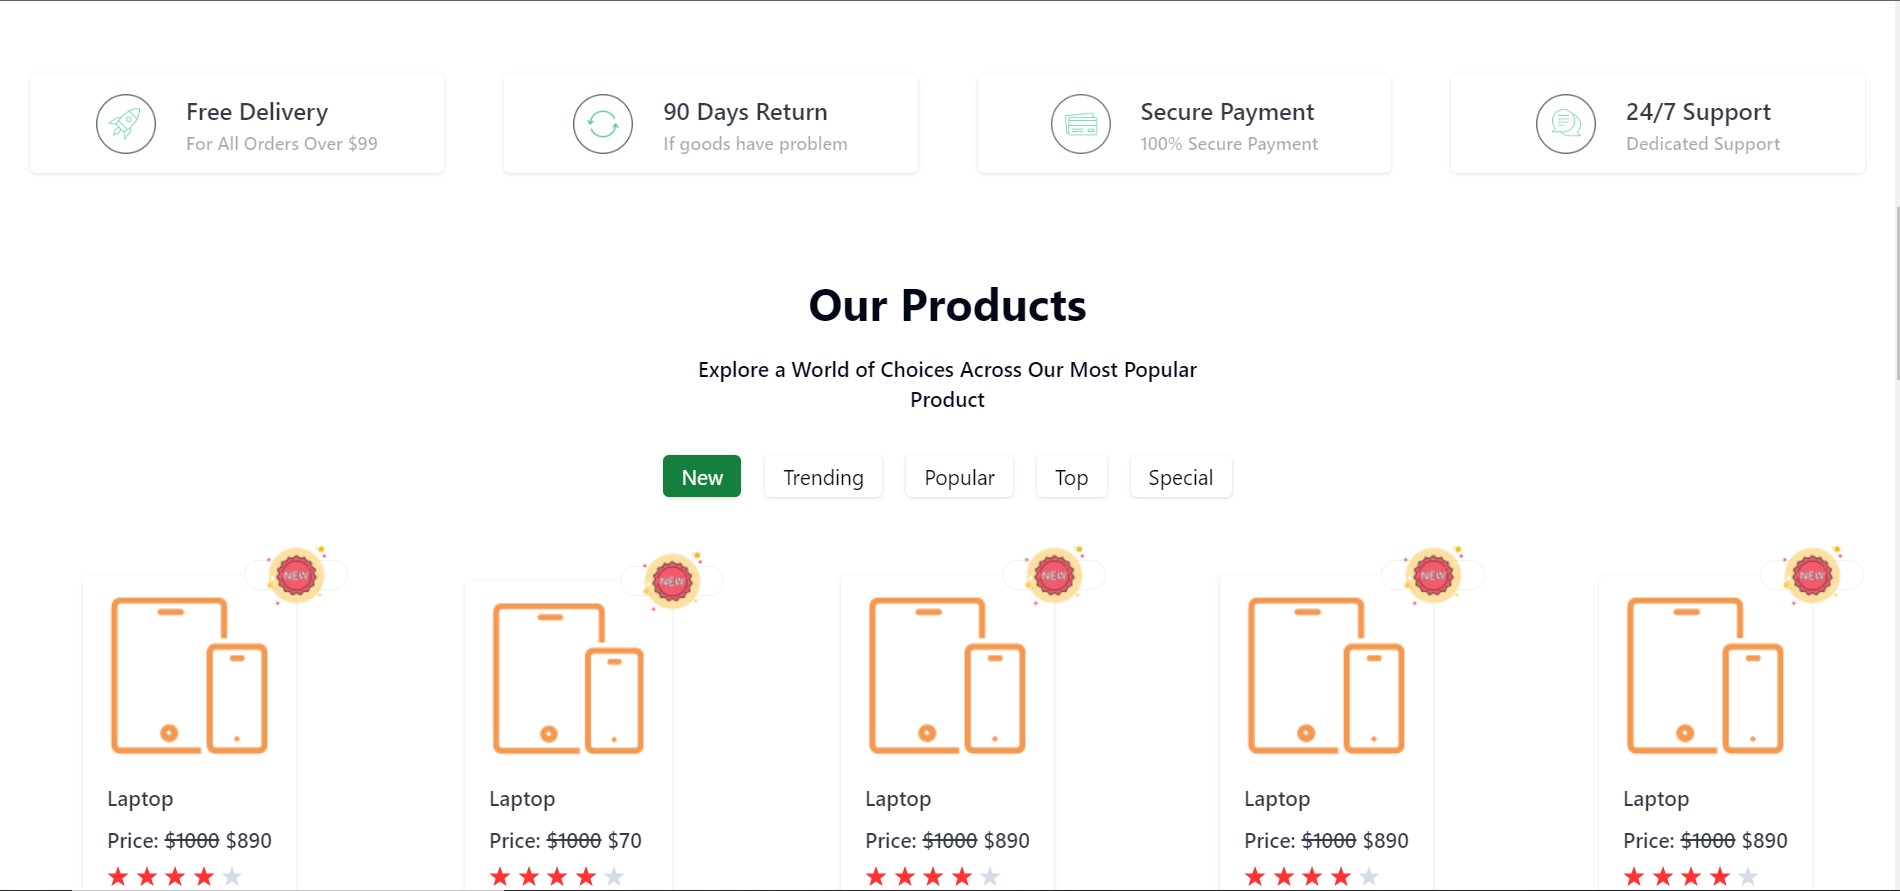 Free Delivery
For All Orders Over $99
90 Days Return
If goods have problem
Secure Payment
100% Secure Payment
24/7 Support
Dedicated Support
Our Products
Explore a World of Choices Across Our Most Popular
Product
New Trending Popular Top Special
NEW NEW NEW NEW NEW
Laptop Laptop Laptop Laptop Laptop
Price: $1000 $890 Price: $1000 $70 Price: $1000 $890 Price: $1000 $890 Price: $1000 $890